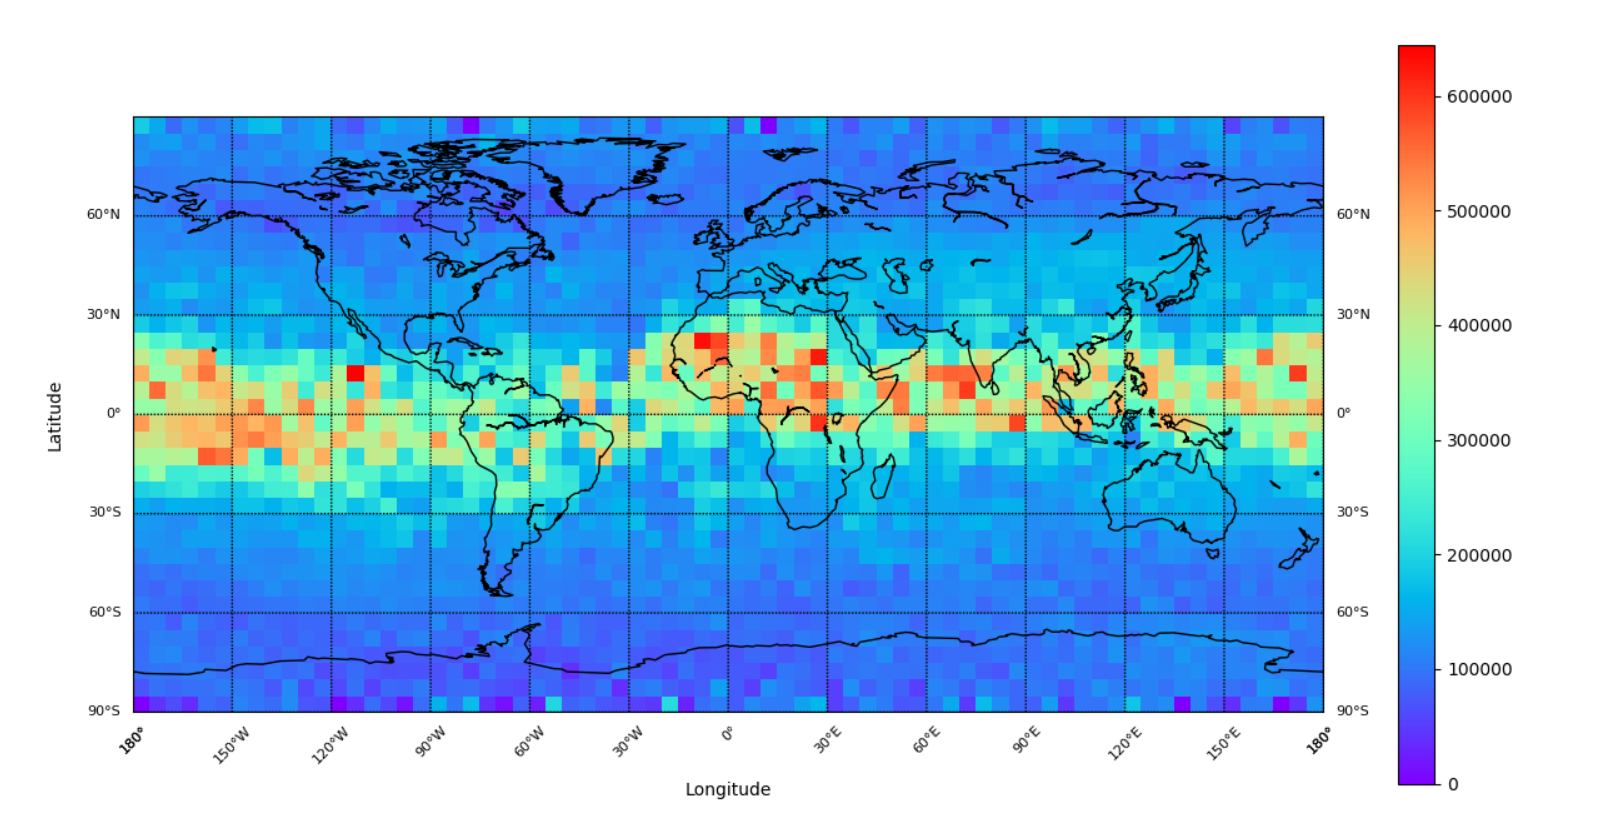 600000
500000
400000
300000
200000
100000
0
60°N
30°N
0°
30°S
60°S
90°S
60°N
30°N
0°
30°S
60°S
90°S
Latitude
180°
150°W
120°W
90°W
60°W
30°W
0°
30°E
60°E
90°E
120°E
150°E
180°
Longitude